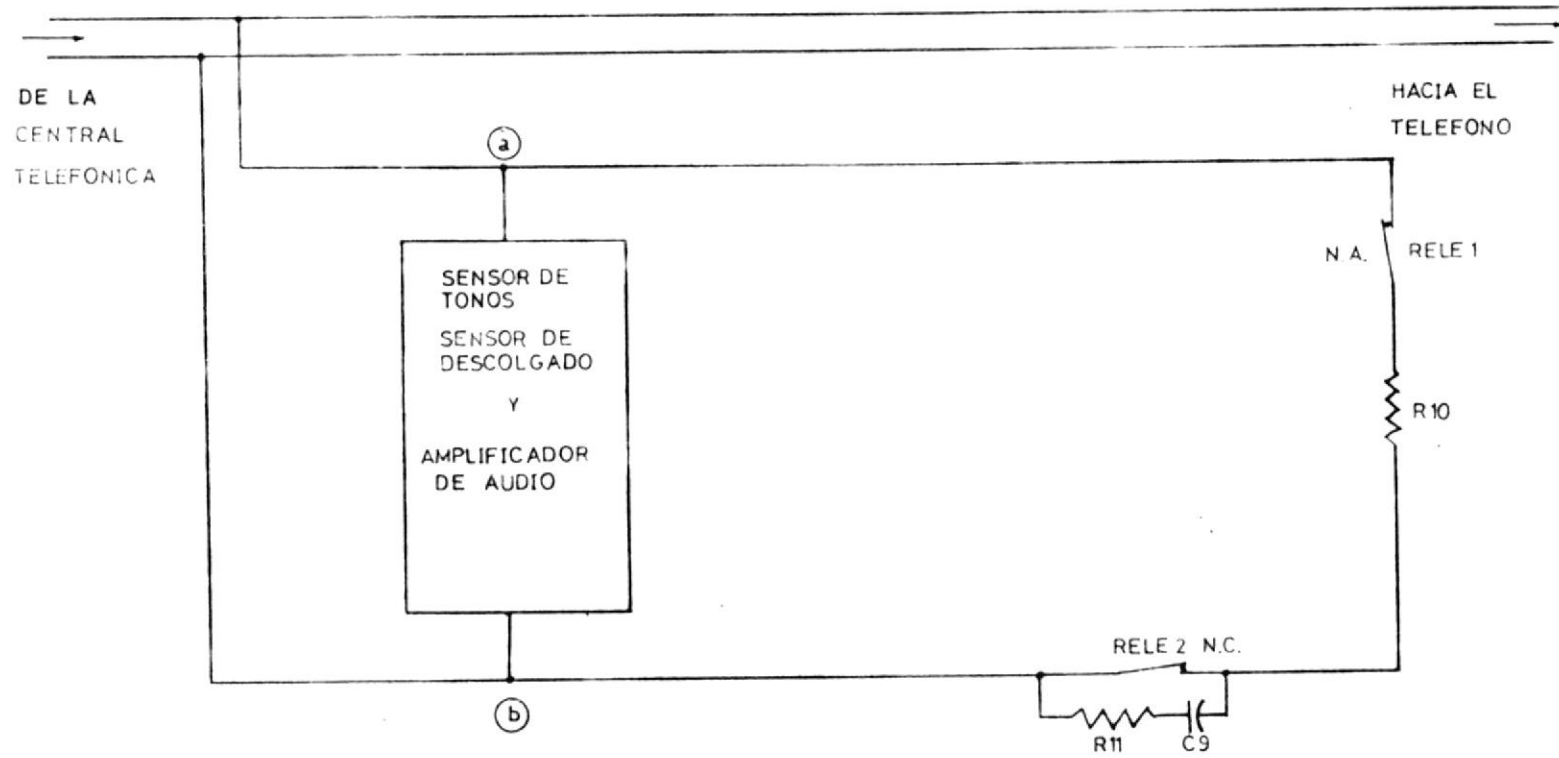 DE LA
CENTRAL
TELEFONICA
HACIA EL
TELEFONO
a
N A. RELE 1
SENSOR DE
TONOS
SENSOR DE
DESCOLGADO
Y
AMPLIFICADOR
DE AUDIO
R10
RELE 2 N.C.
b
R11 C9